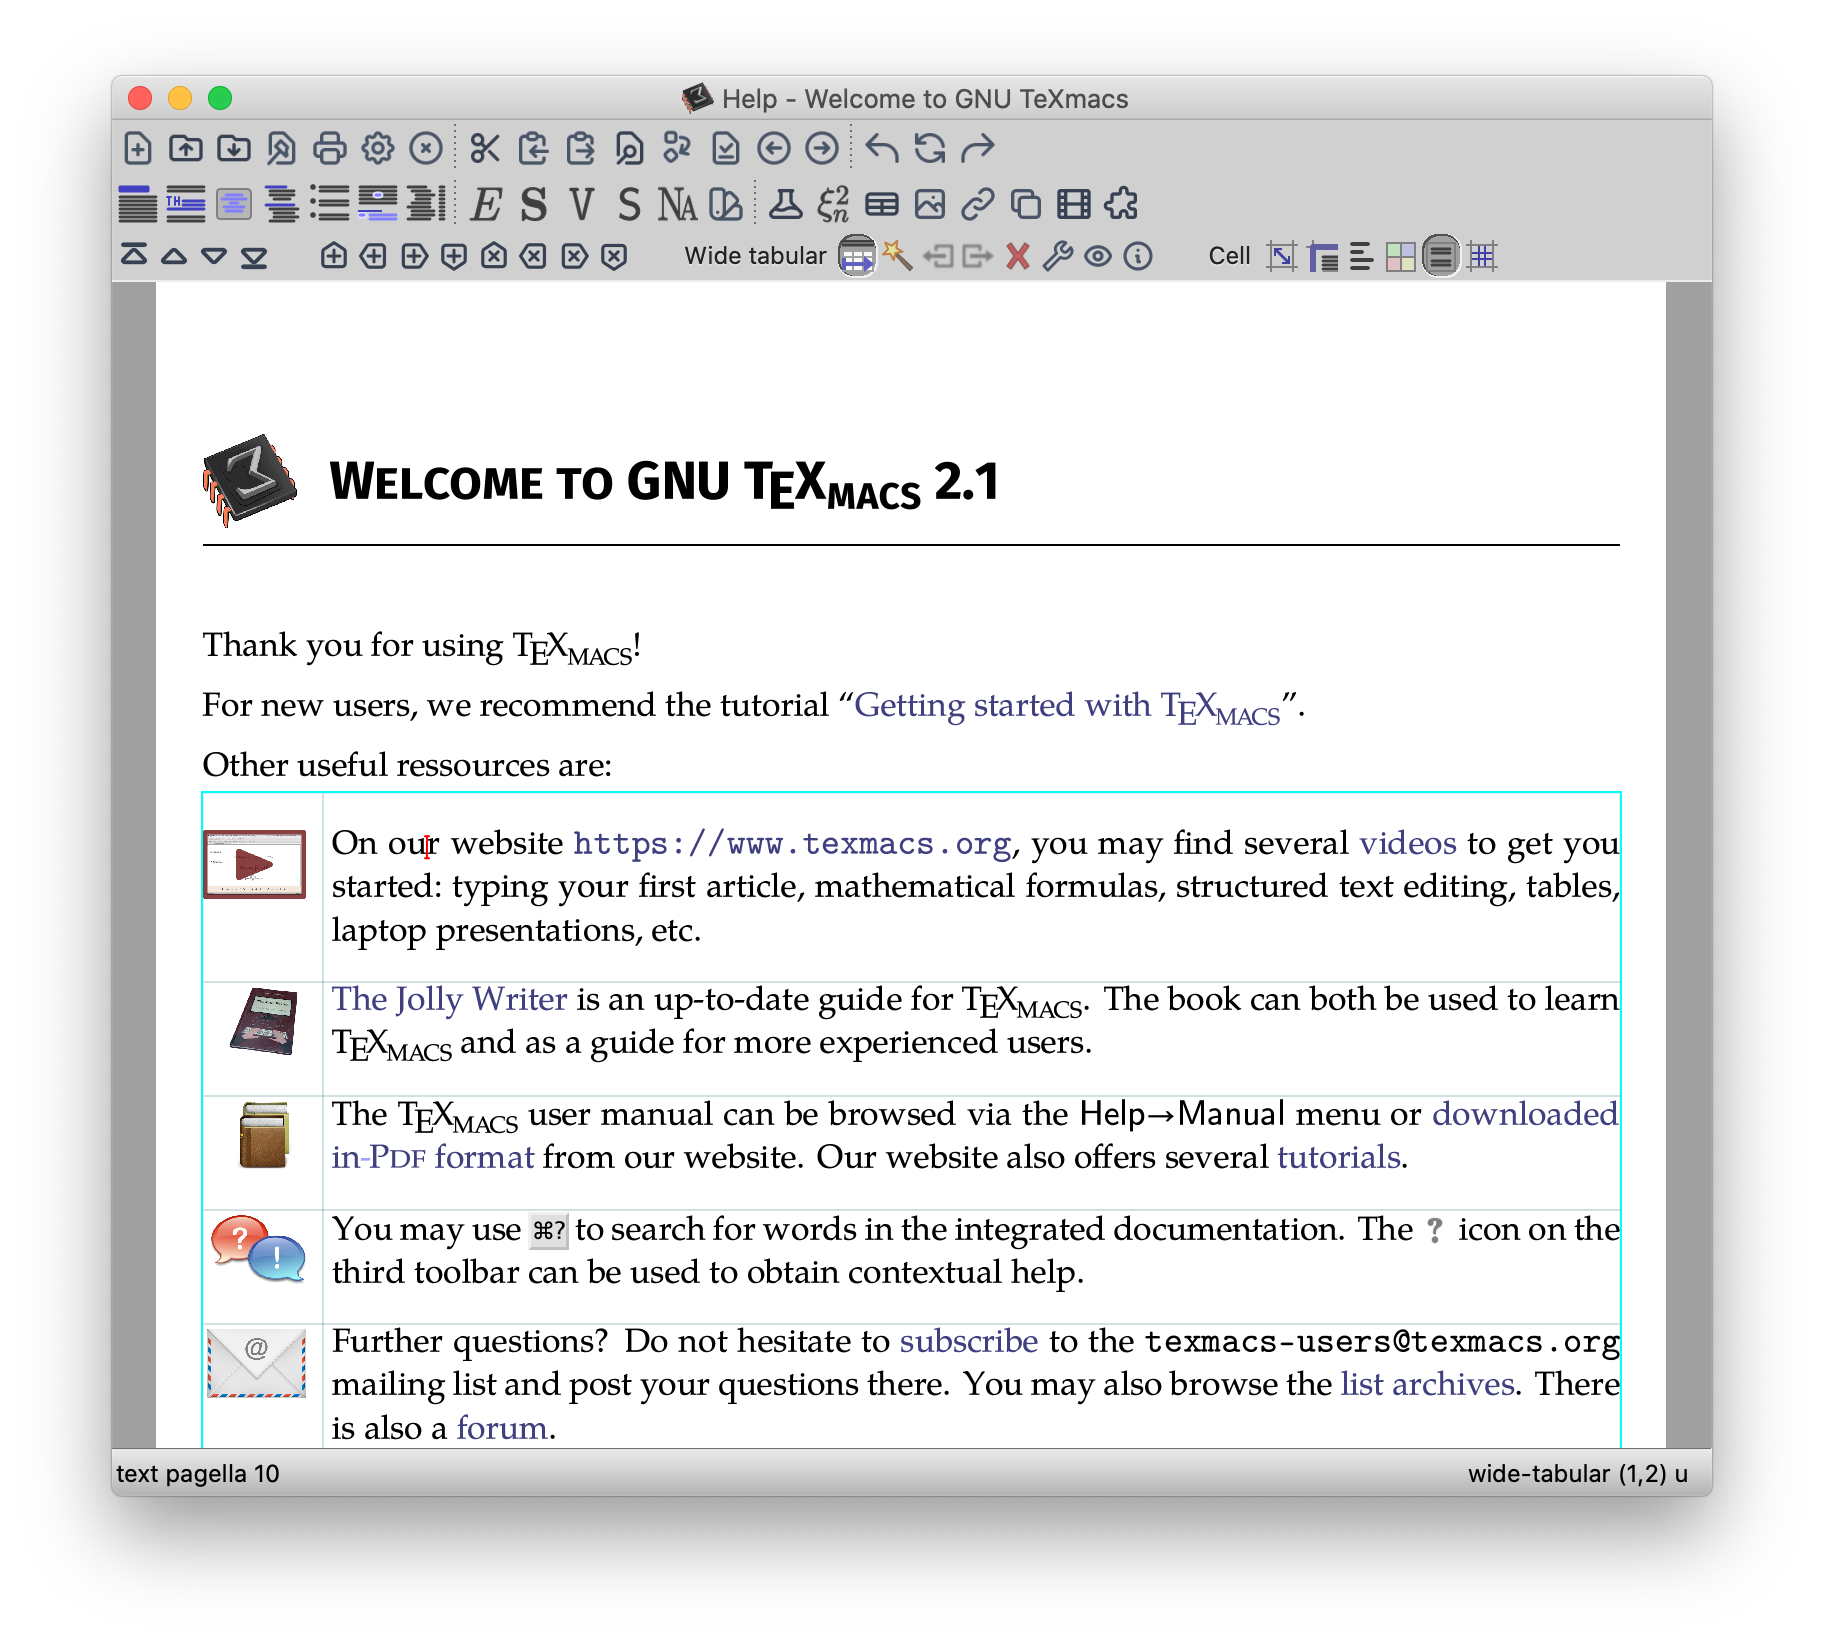 Help - Welcome to GNU TeXmacs
TH
E S V S NA ξ2n
Wide tabular
Cell
WELCOME TO GNU TEXMACS 2.1
Thank you for using TEXMACS!
For new users, we recommend the tutorial “Getting started with TEXMACS”.
Other useful ressources are:
On our website https://www.texmacs.org, you may find several videos to get you
started: typing your first article, mathematical formulas, structured text editing, tables,
laptop presentations, etc.
The Jolly Writer is an up-to-date guide for TEXMACS. The book can both be used to learn
TEXMACS and as a guide for more experienced users.
The TEXMACS user manual can be browsed via the Help→Manual menu or downloaded
in-PDF format from our website. Our website also offers several tutorials.
You may use ⌘? to search for words in the integrated documentation. The ? icon on the
third toolbar can be used to obtain contextual help.
Further questions? Do not hesitate to subscribe to the texmacs-users@texmacs.org
mailing list and post your questions there. You may also browse the list archives. There
is also a forum.
text pagella 10
wide-tabular (1,2) u